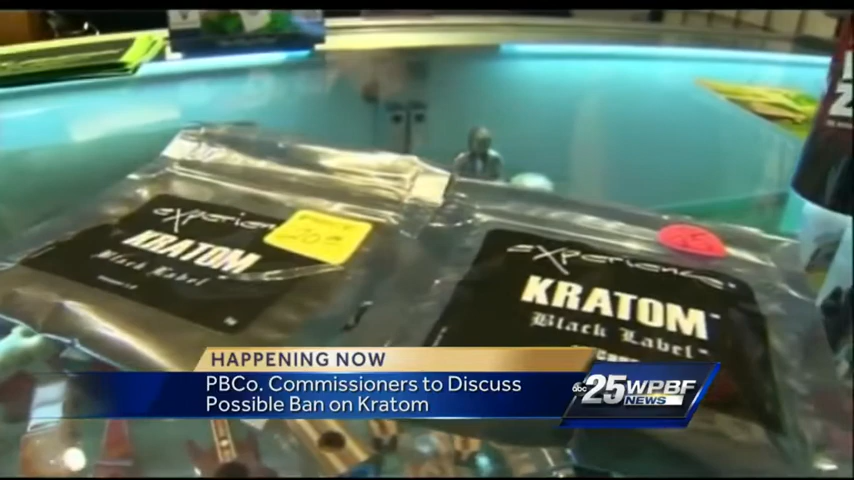 eXperience
KRATOM
Black Label
20
eXperience
KRATOM
Black Label
HAPPENING NOW
PBCo. Commissioners to Discuss
Possible Ban on Kratom
abc 25 WPBF
NEWS